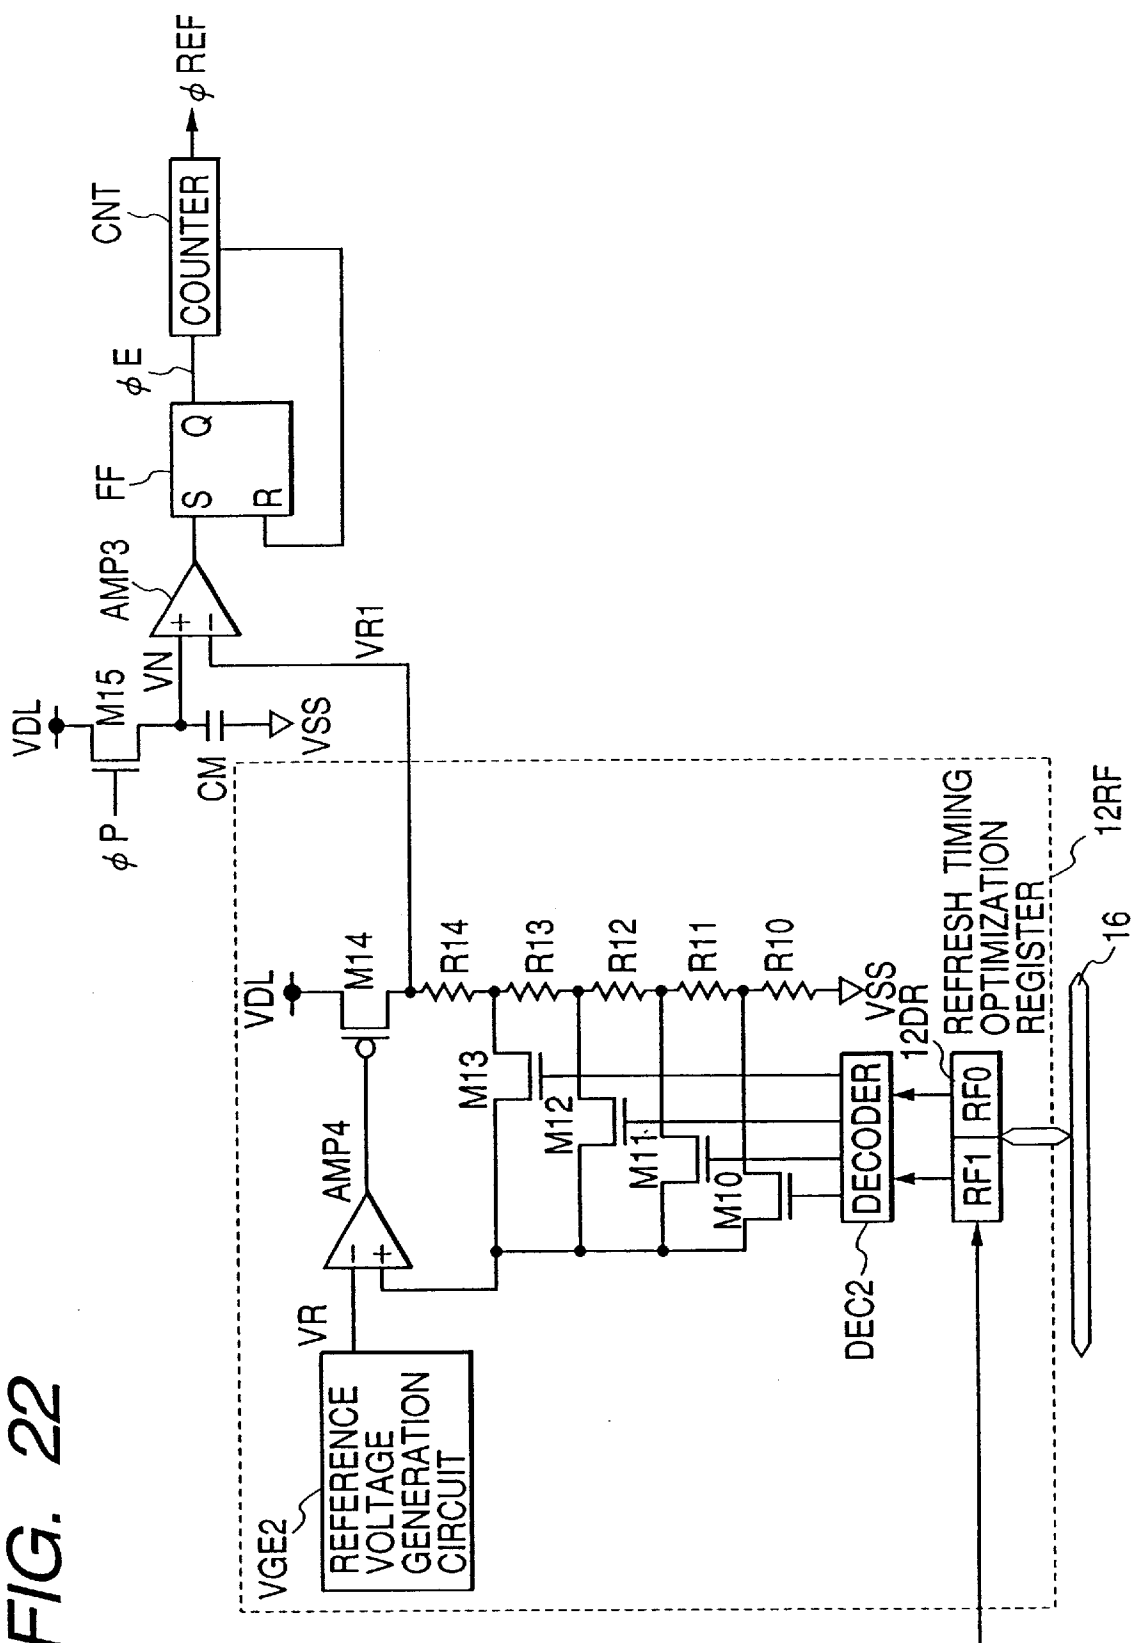 FIG. 22
VGE2
REFERENCE
VOLTAGE
GENERATION
CIRCUIT
VR
AMP4
−
+
VDL
M14
M13
M12
M11
M10
R14
R13
R12
R11
R10
VSS
DEC2
DECODER
12DR
RF1
RF0
REFRESH TIMING
OPTIMIZATION
REGISTER
12RF
16
φP
VDL
M15
CM
VSS
VN
VR1
AMP3
+
−
FF
S
R
Q
φE
CNT
COUNTER
φREF